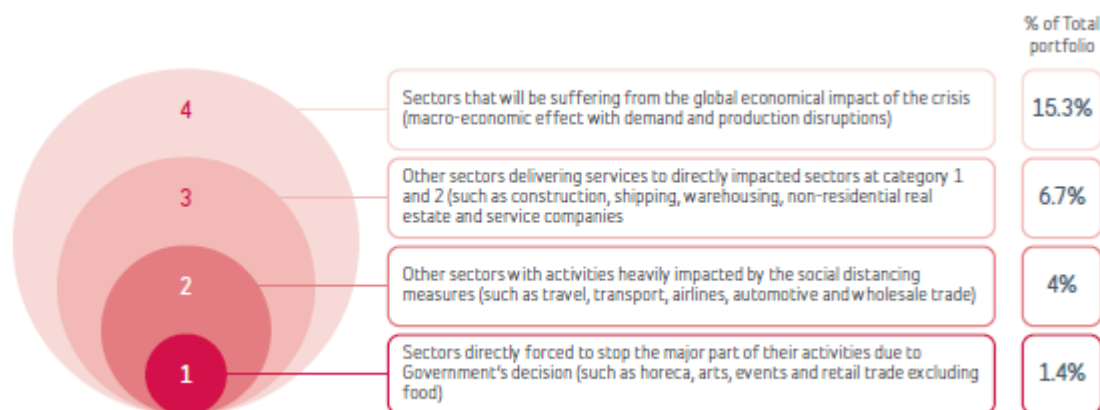 % of Total
portfolio
4
Sectors that will be suffering from the global economical impact of the crisis
(macro-economic effect with demand and production disruptions)
15.3%
3
Other sectors delivering services to directly impacted sectors at category 1
and 2 (such as construction, shipping, warehousing, non-residential real
estate and service companies
6.7%
2
Other sectors with activities heavily impacted by the social distancing
measures (such as travel, transport, airlines, automotive and wholesale trade)
4%
1
Sectors directly forced to stop the major part of their activities due to
Government's decision (such as horeca, arts, events and retail trade excluding
food)
1.4%